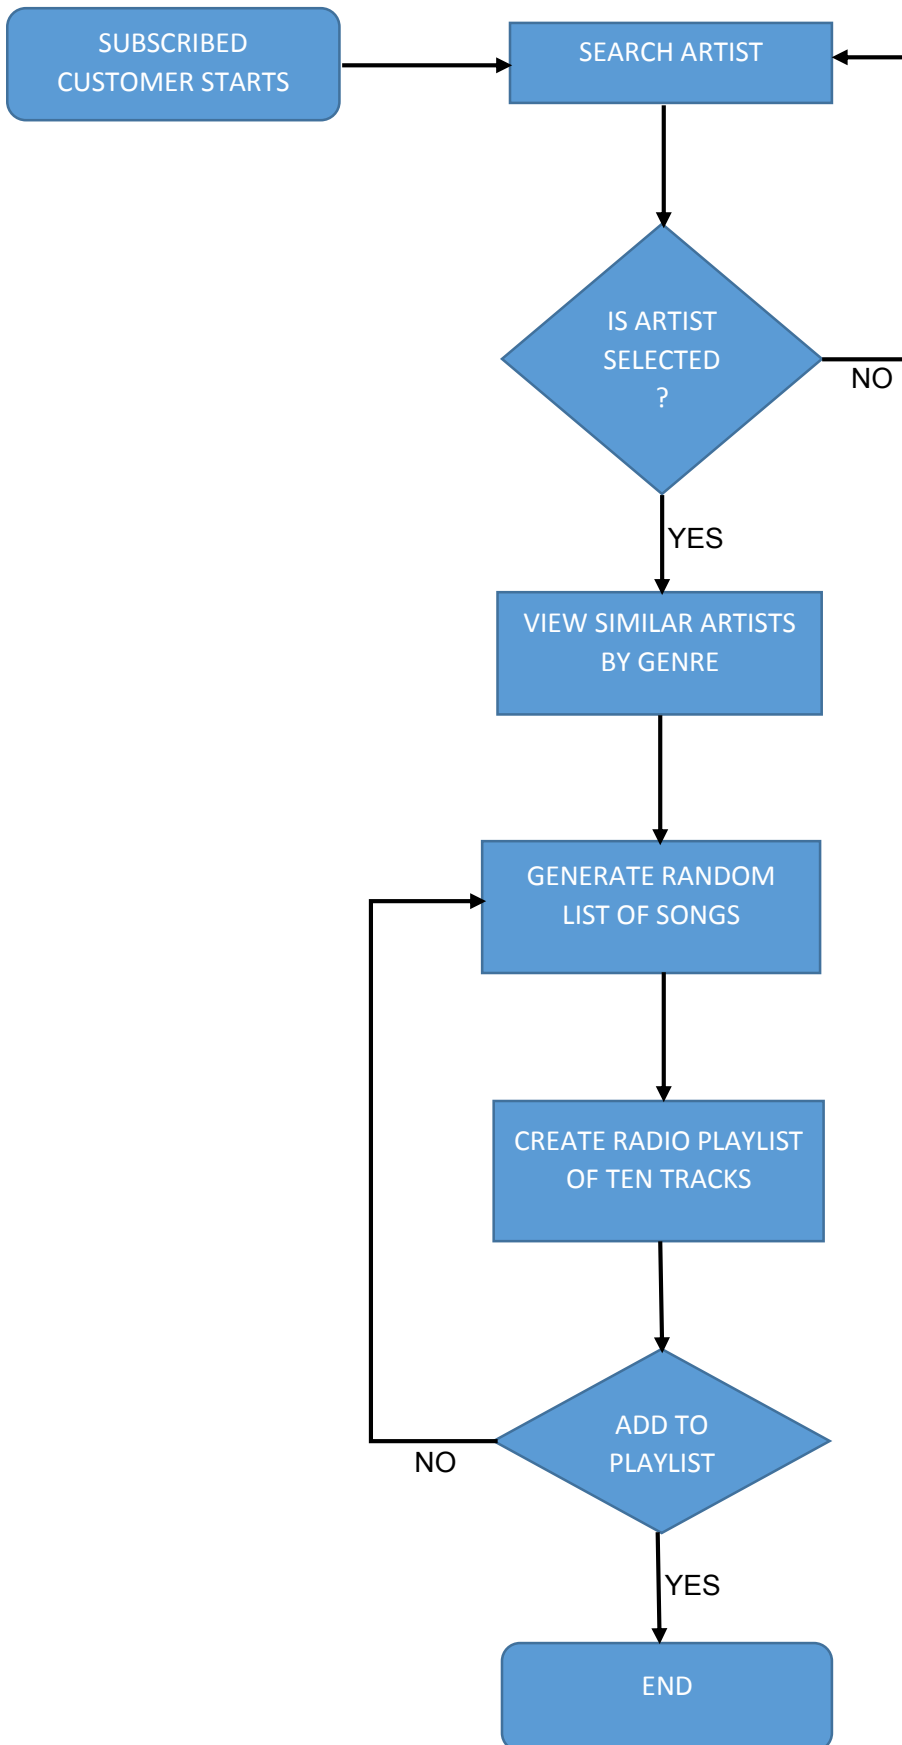 SUBSCRIBED
CUSTOMER STARTS
SEARCH ARTIST
IS ARTIST
SELECTED
?
NO
YES
VIEW SIMILAR ARTISTS
BY GENRE
GENERATE RANDOM
LIST OF SONGS
CREATE RADIO PLAYLIST
OF TEN TRACKS
ADD TO
PLAYLIST
NO
YES
END